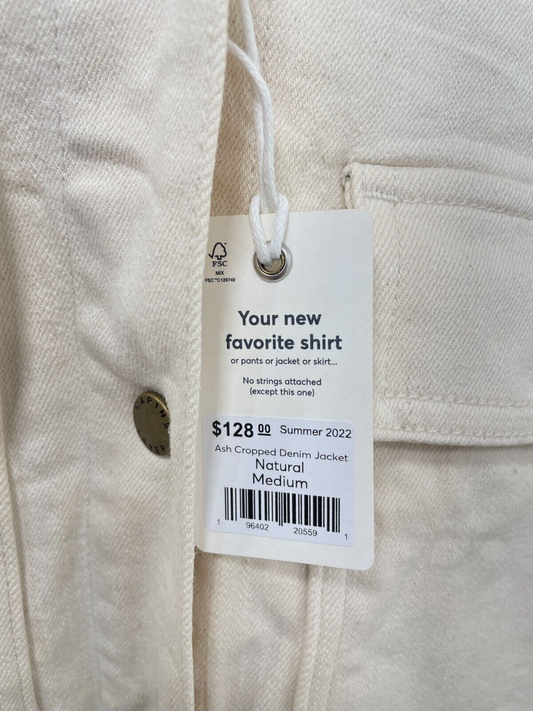 FSC
MIX
FSC™C129749
Your new
favorite shirt
or pants or jacket or skirt...
No strings attached
(except this one)
$128.00 Summer 2022
Ash Cropped Denim Jacket
Natural
Medium
1 96402 20559 1